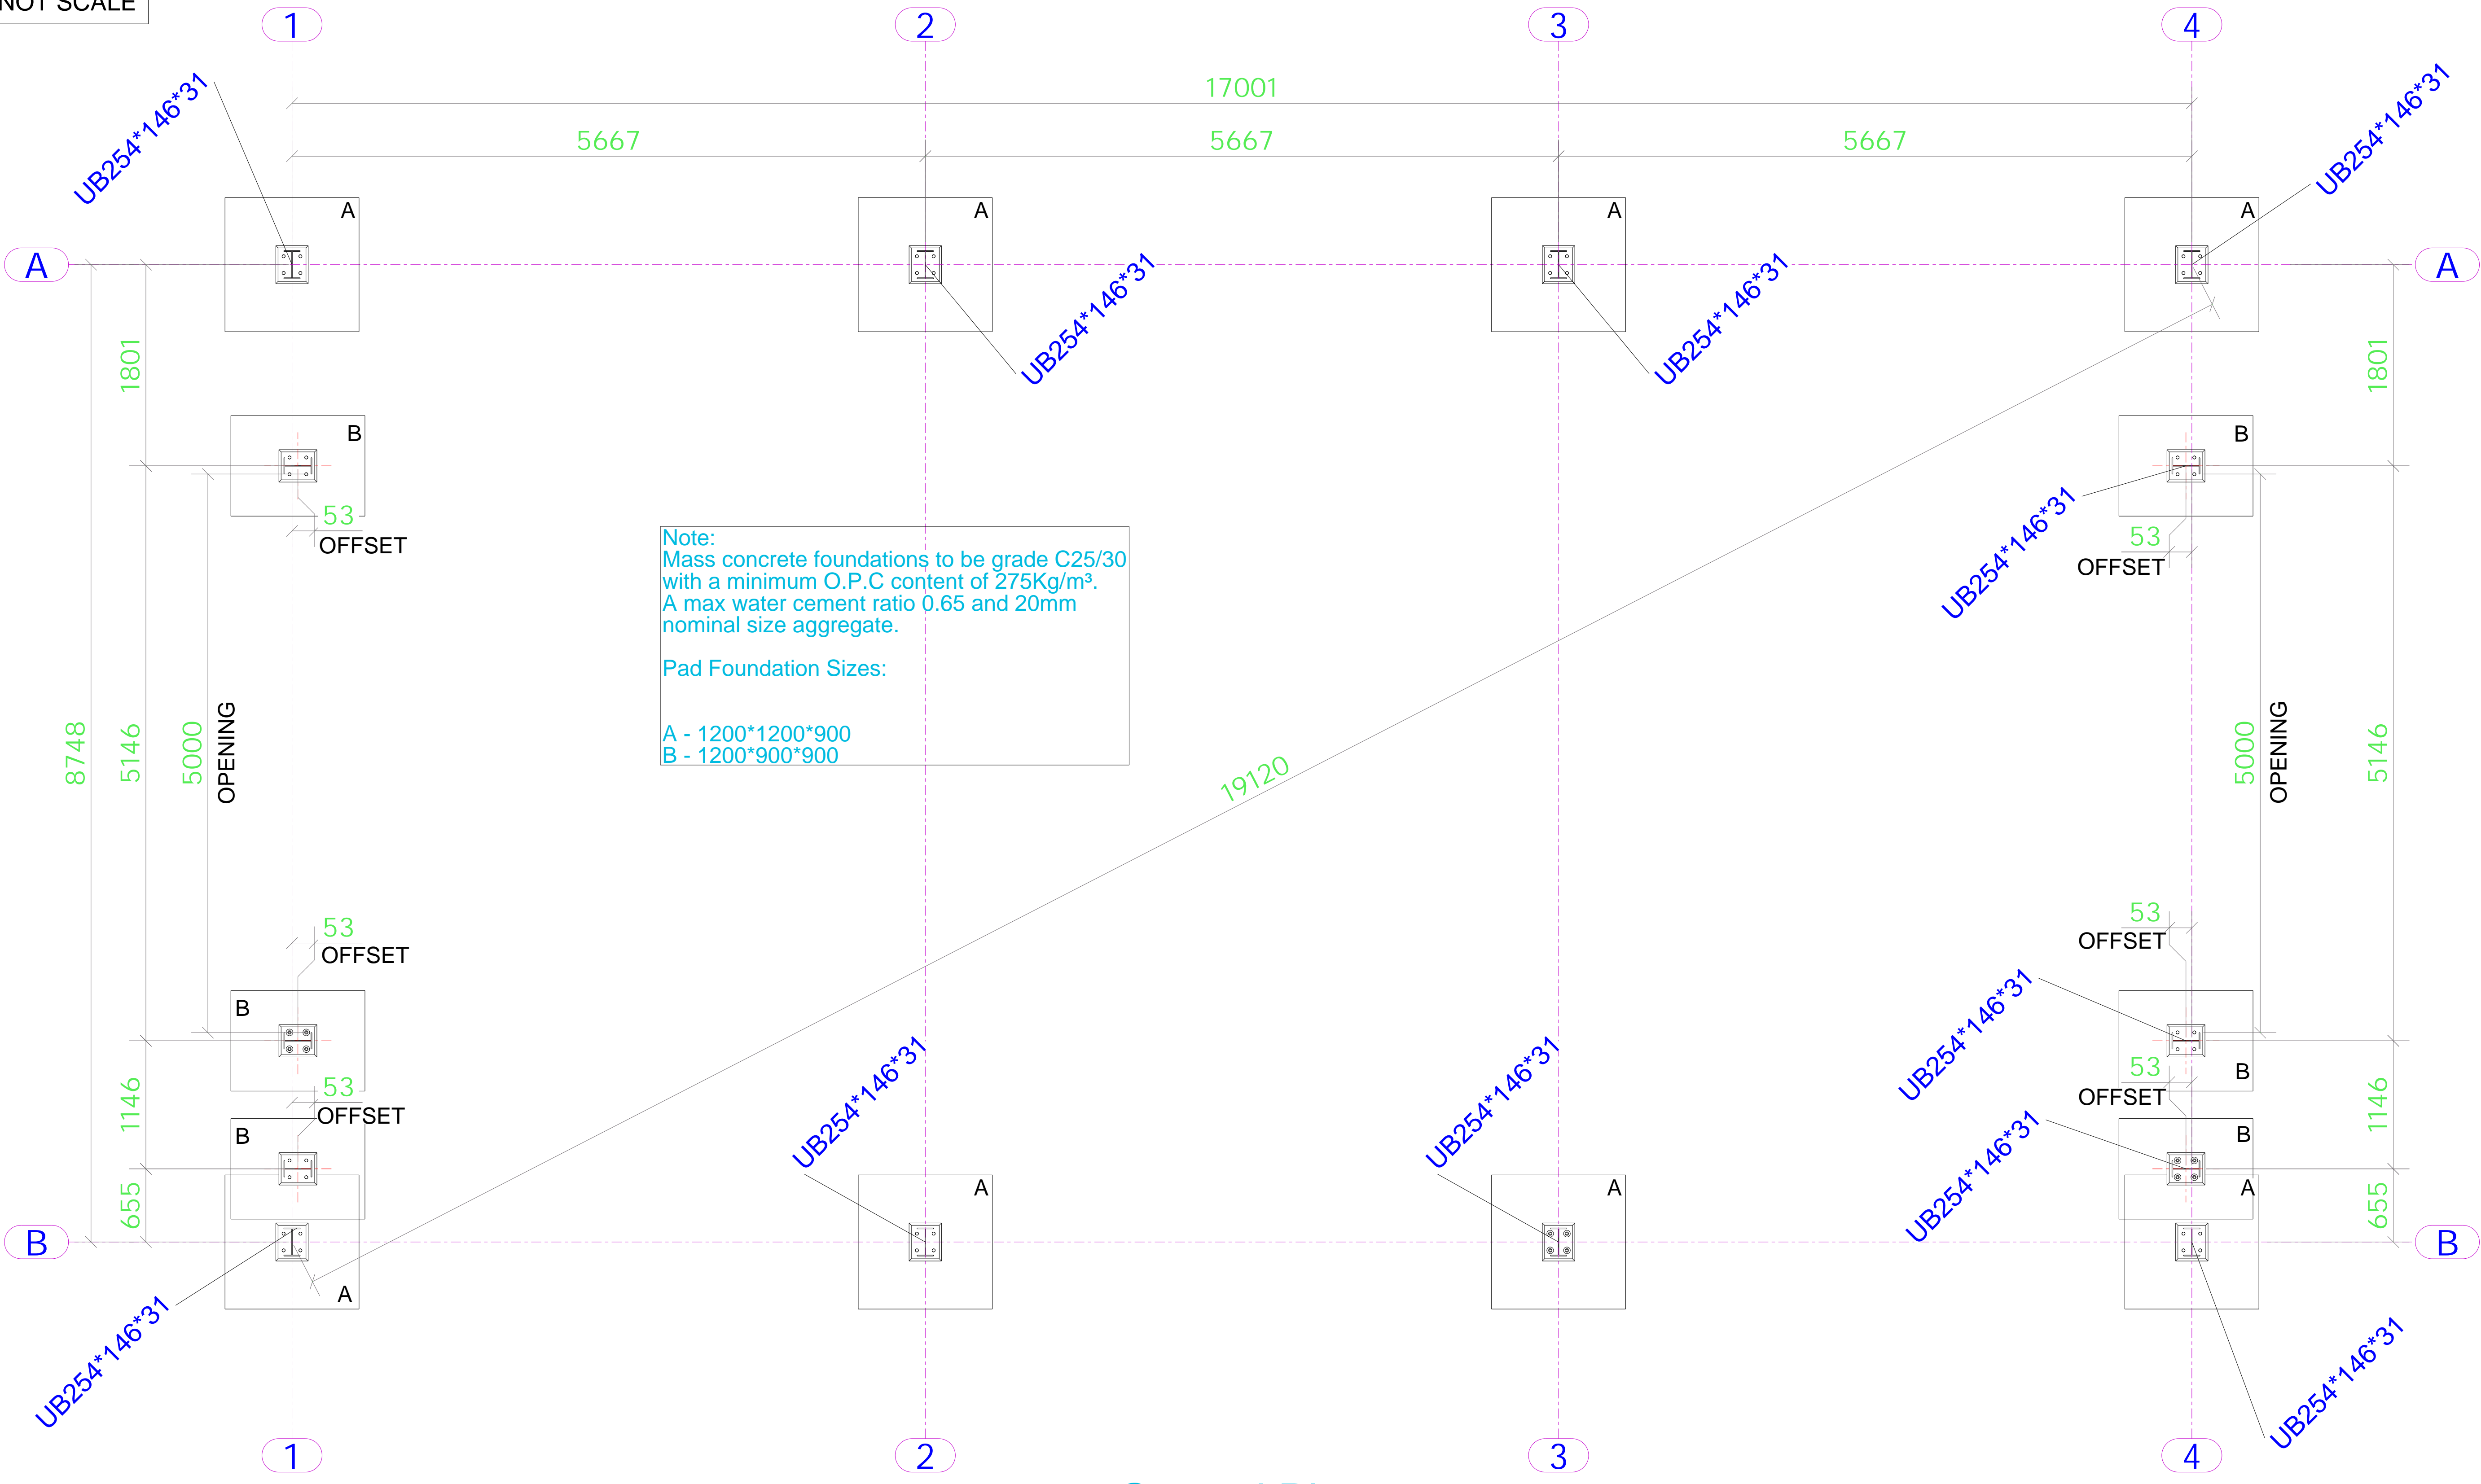 NOT SCALE
1
2
3
4
17001
5667
5667
5667
UB254*146*31
UB254*146*31
A
A
A
A
A
A
UB254*146*31
UB254*146*31
1801
1801
B
B
53
OFFSET
53
OFFSET
UB254*146*31
Note:
Mass concrete foundations to be grade C25/30
with a minimum O.P.C content of 275Kg/m³.
A max water cement ratio 0.65 and 20mm
nominal size aggregate.
Pad Foundation Sizes:
A - 1200*1200*900
B - 1200*900*900
8748
5146
5000
OPENING
19120
5000
OPENING
5146
53
OFFSET
53
OFFSET
B
UB254*146*31
B
53
OFFSET
53
OFFSET
1146
1146
B
B
UB254*146*31
UB254*146*31
UB254*146*31
655
655
A
A
A
B
B
A
UB254*146*31
UB254*146*31
1
2
3
4